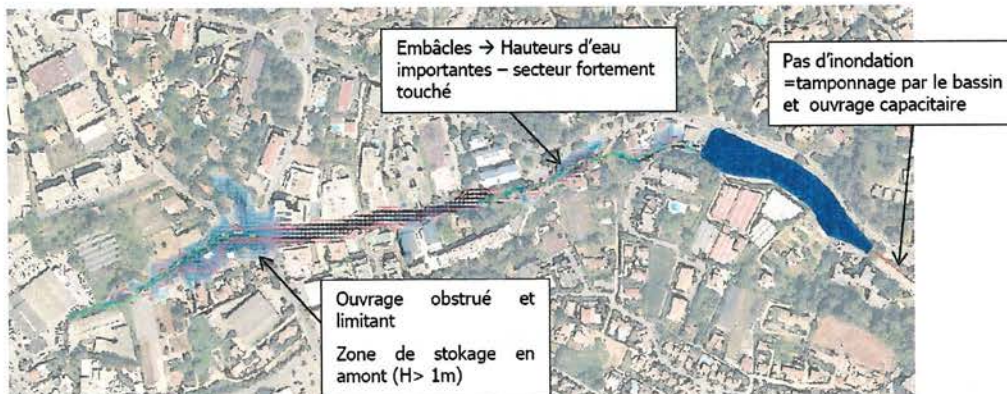 Embâcles → Hauteurs d'eau
importantes – secteur fortement
touché
Pas d'inondation
=tamponnage par le bassin
et ouvrage capacitaire
Ouvrage obstrué et
limitant
Zone de stokage en
amont (H> 1m)